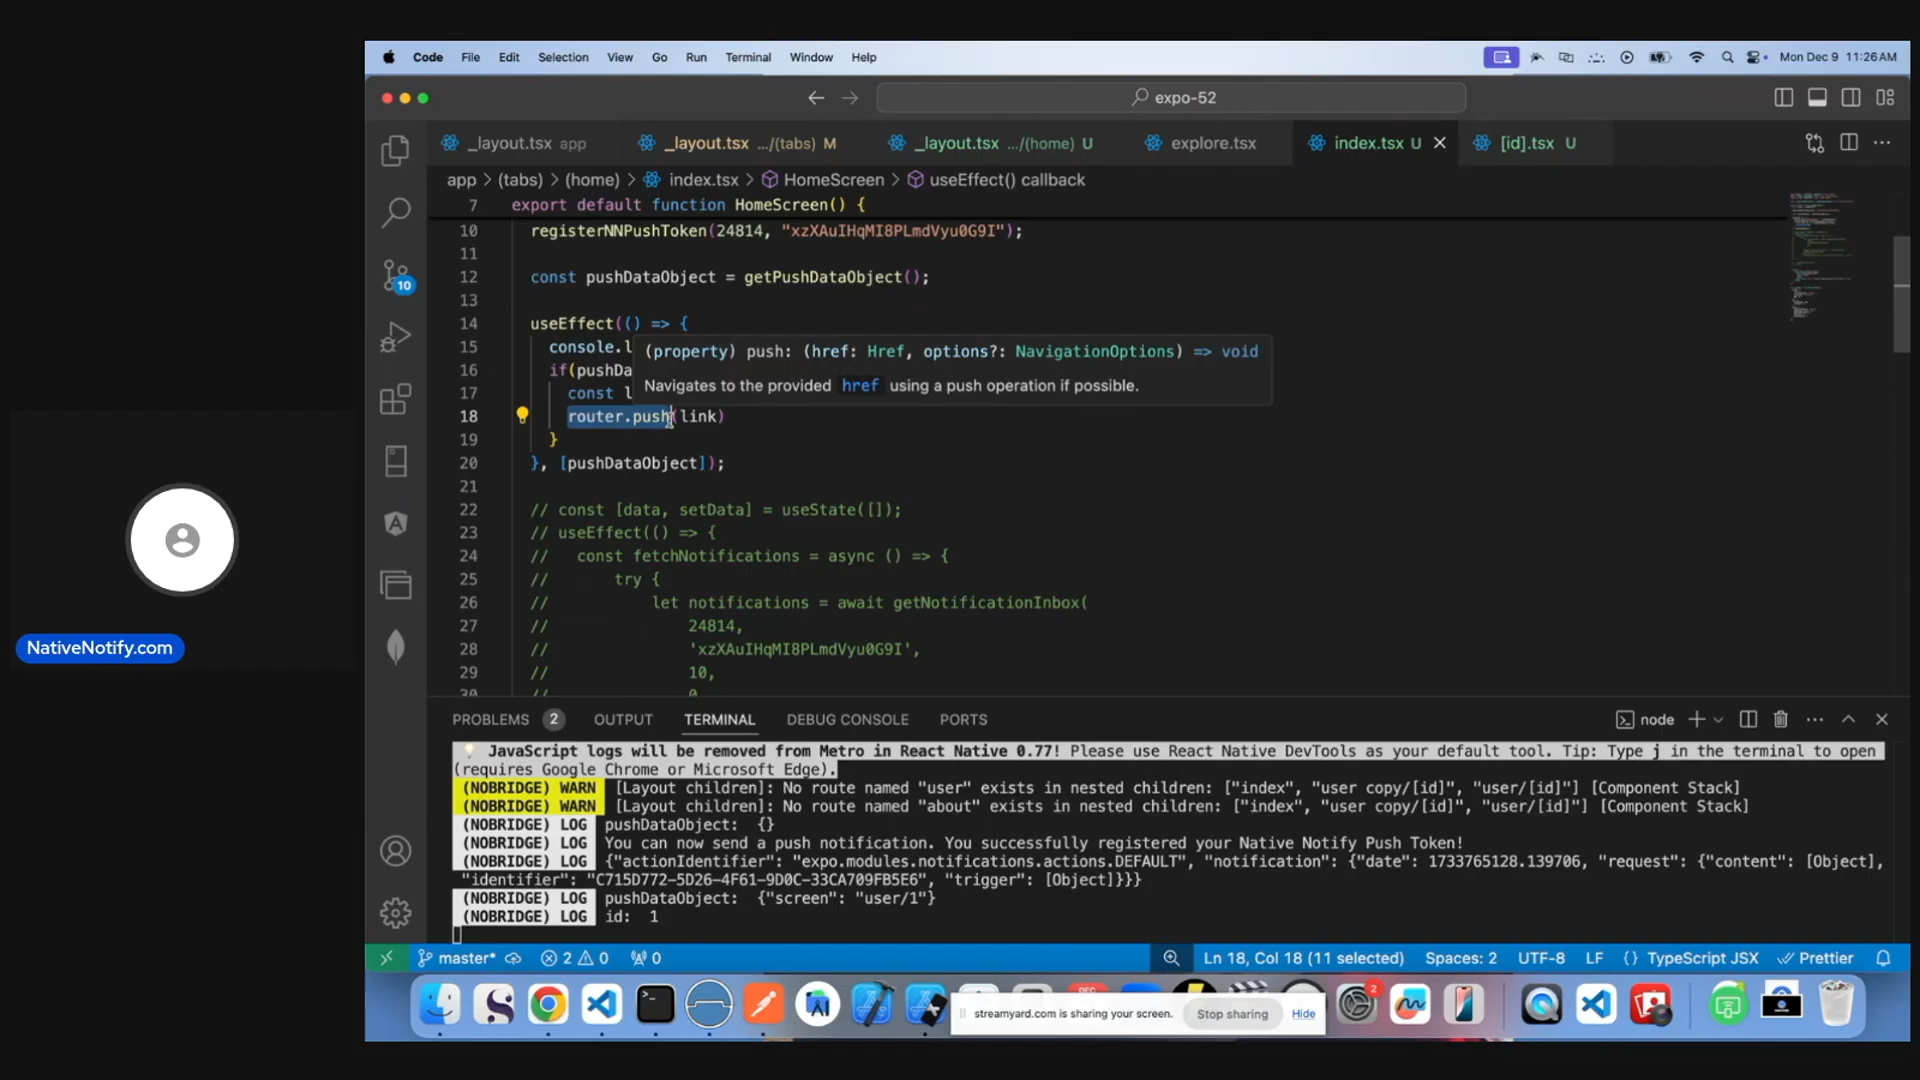 Code File Edit Selection View Go Run Terminal Window Help
Mon Dec 9 11:26AM
expo-52
_layout.tsx app
_layout.tsx .../(tabs) M
_layout.tsx .../(home) U
explore.tsx
index.tsx U
[id].tsx U
app > (tabs) > (home) > index.tsx > HomeScreen > useEffect() callback
7 export default function HomeScreen() {
10 registerNNPushToken(24814, "xzXAuIHqMI8PLmdVyu0G9I");
11
12 const pushDataObject = getPushDataObject();
13
14 useEffect(() => {
15 console.l
(property) push: (href: Href, options?: NavigationOptions) => void
16 if(pushDa
Navigates to the provided href using a push operation if possible.
17 const l
18 router.push(link)
19 }
20 }, [pushDataObject]);
21
22 // const [data, setData] = useState([]);
23 // useEffect(() => {
24 // const fetchNotifications = async () => {
25 // try {
26 // let notifications = await getNotificationInbox(
27 // 24814,
28 // 'xzXAuIHqMI8PLmdVyu0G9I',
29 // 10,
30 // 0
10
NativeNotify.com
PROBLEMS 2 OUTPUT TERMINAL DEBUG CONSOLE PORTS
node
JavaScript logs will be removed from Metro in React Native 0.77! Please use React Native DevTools as your default tool. Tip: Type j in the terminal to open
(requires Google Chrome or Microsoft Edge).
(NOBRIDGE) WARN [Layout children]: No route named "user" exists in nested children: ["index", "user copy/[id]", "user/[id]"] [Component Stack]
(NOBRIDGE) WARN [Layout children]: No route named "about" exists in nested children: ["index", "user copy/[id]", "user/[id]"] [Component Stack]
(NOBRIDGE) LOG pushDataObject: {}
(NOBRIDGE) LOG You can now send a push notification. You successfully registered your Native Notify Push Token!
(NOBRIDGE) LOG {"actionIdentifier": "expo.modules.notifications.actions.DEFAULT", "notification": {"date": 1733765128.139706, "request": {"content": [Object],
"identifier": "C715D772-5D26-4F61-9D0C-33CA709FB5E6", "trigger": [Object]}}}
(NOBRIDGE) LOG pushDataObject: {"screen": "user/1"}
(NOBRIDGE) LOG id: 1
master* 2 0 0
Ln 18, Col 18 (11 selected) Spaces: 2 UTF-8 LF {} TypeScript JSX Prettier
streamyard.com is sharing your screen. Stop sharing Hide
2